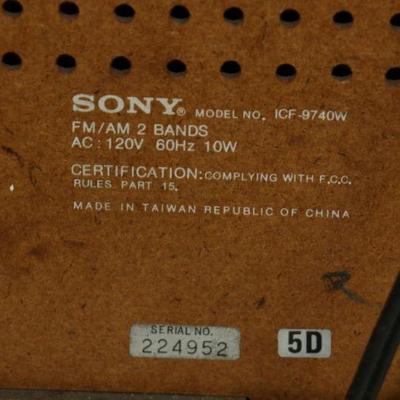 SONY® MODEL NO. ICF-9740W
FM/AM 2 BANDS
AC: 120V 60Hz 10W
CERTIFICATION: COMPLYING WITH F.C.C.
RULES PART 15.
MADE IN TAIWAN REPUBLIC OF CHINA
SERIAL NO.
224952
5D